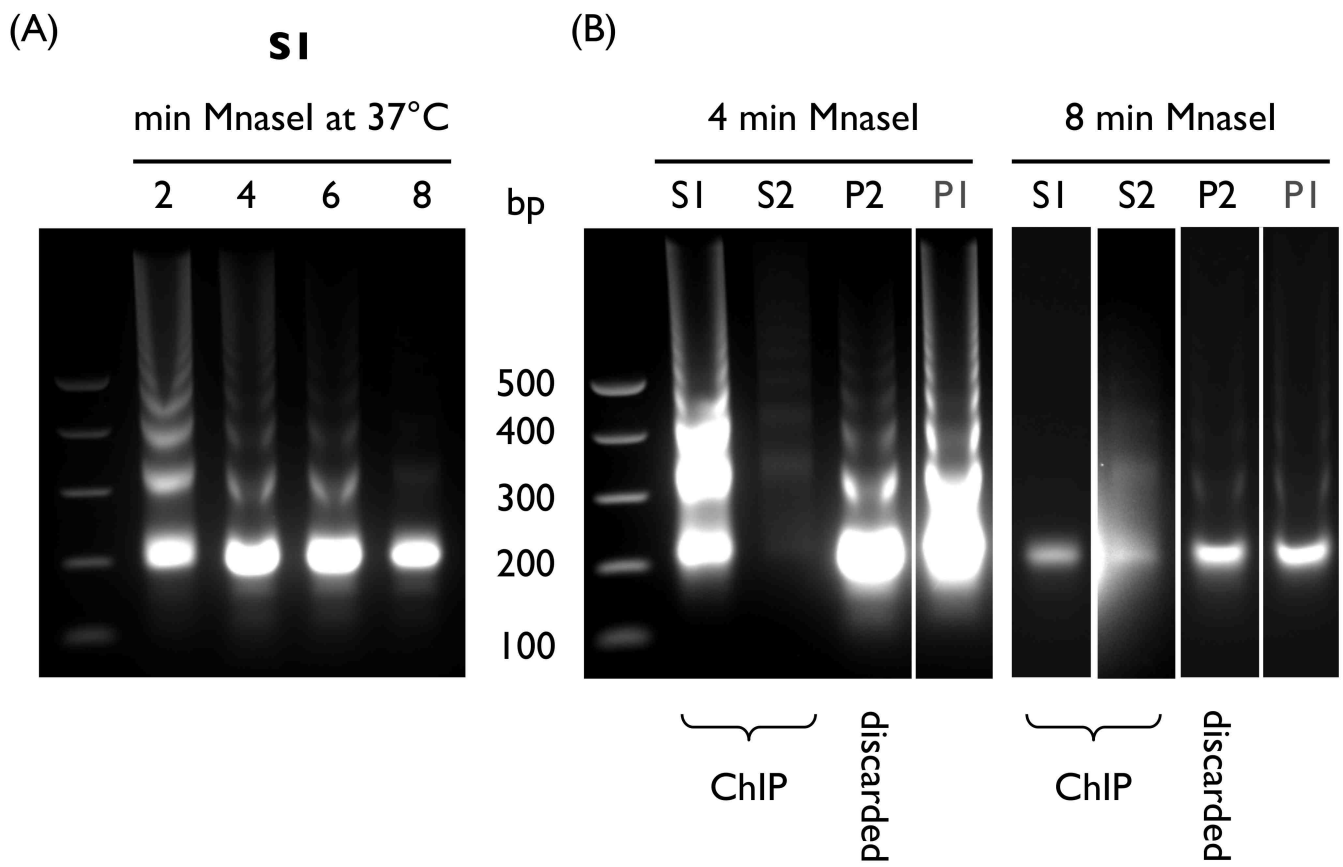 (A)
S1
min MnaseI at 37°C
2 4 6 8
bp
500
400
300
200
100
(B)
4 min MnaseI
S1 S2 P2 P1
8 min MnaseI
S1 S2 P2 P1
ChIP
discarded
ChIP
discarded